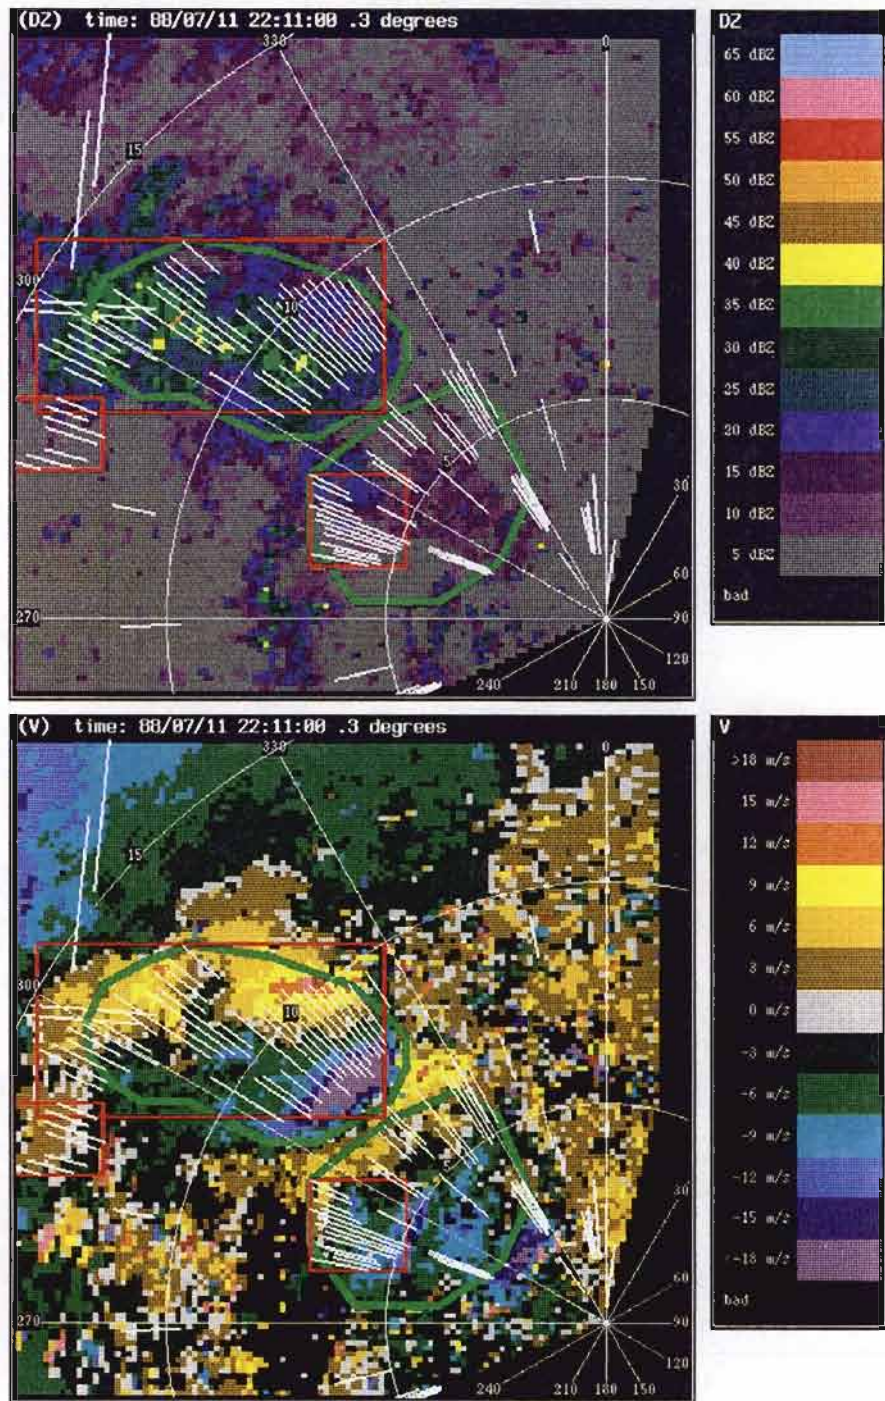 (DZ) time: 88/07/11 22:11:00 .3 degrees
330
0
15
300
10
5
30
60
270
90
120
240
210
180
150
DZ
65 dBZ
60 dBZ
55 dBZ
50 dBZ
45 dBZ
40 dBZ
35 dBZ
30 dBZ
25 dBZ
20 dBZ
15 dBZ
10 dBZ
5 dBZ
bad
(V) time: 88/07/11 22:11:00 .3 degrees
330
0
15
300
10
5
30
60
270
90
120
240
210
180
150
V
>18 m/s
15 m/s
12 m/s
9 m/s
6 m/s
3 m/s
0 m/s
-3 m/s
-6 m/s
-9 m/s
-12 m/s
-15 m/s
<-18 m/s
bad